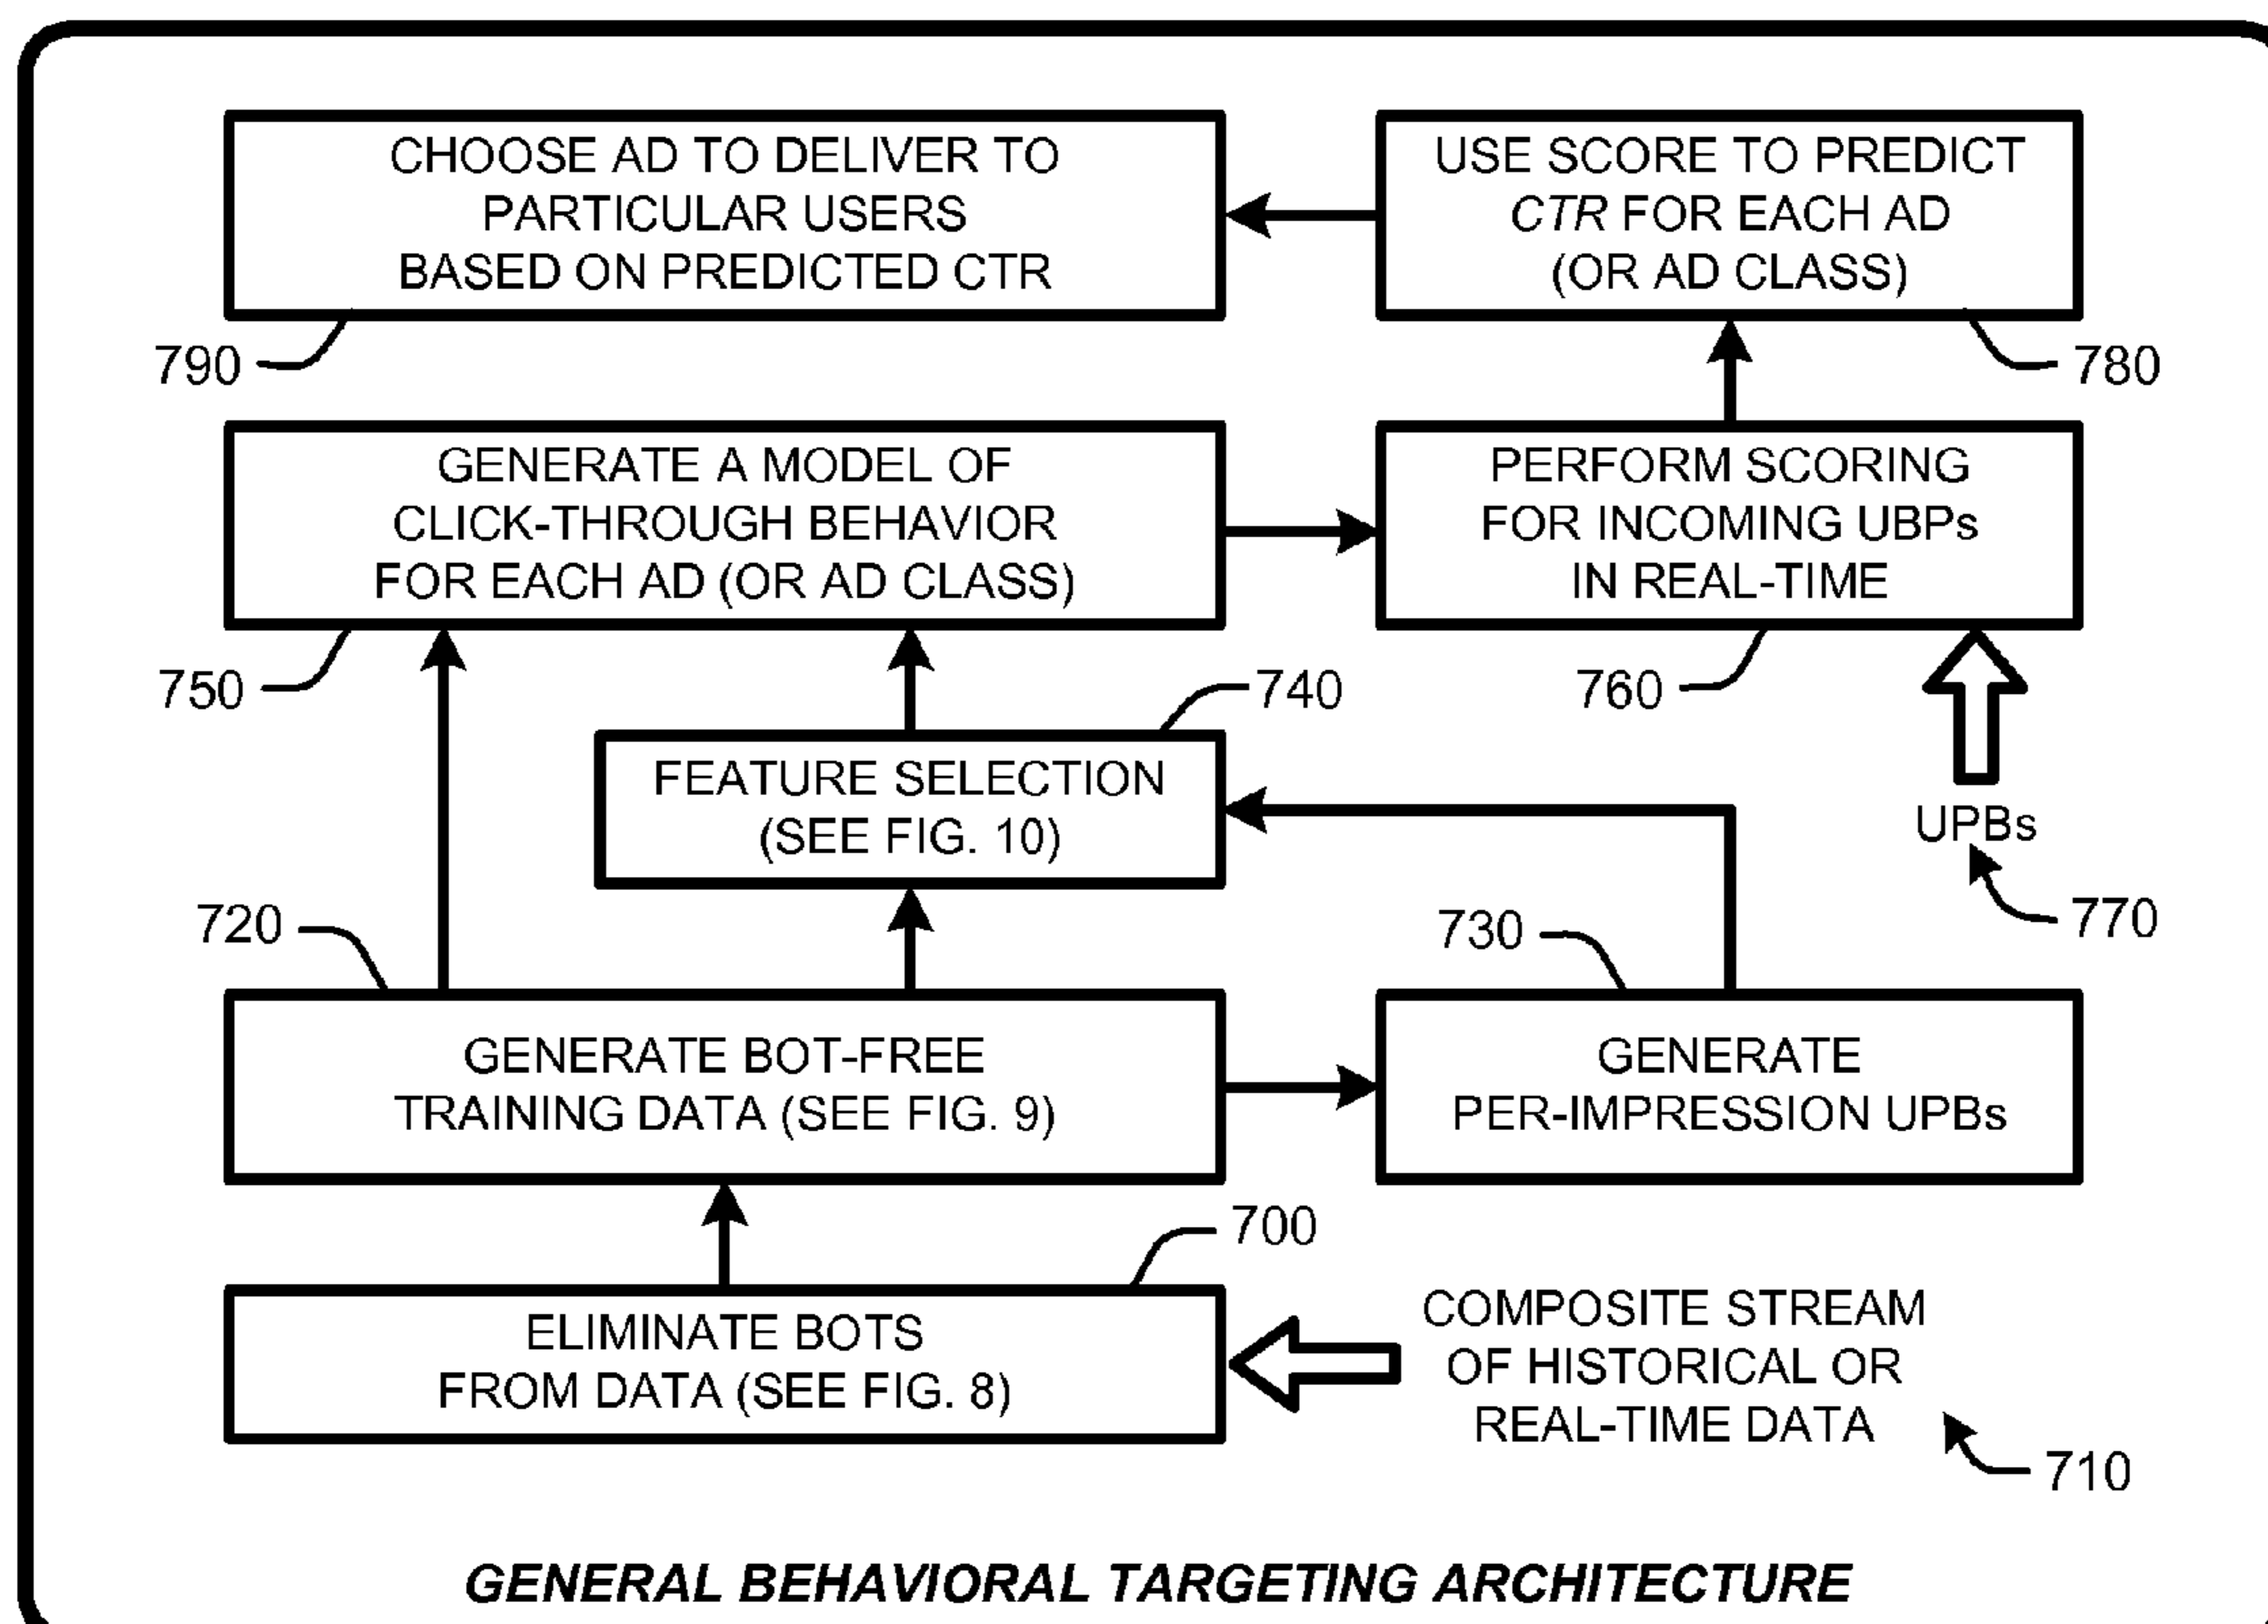 CHOOSE AD TO DELIVER TO
PARTICULAR USERS
BASED ON PREDICTED CTR
790
USE SCORE TO PREDICT
CTR FOR EACH AD
(OR AD CLASS)
780
GENERATE A MODEL OF
CLICK-THROUGH BEHAVIOR
FOR EACH AD (OR AD CLASS)
750
PERFORM SCORING
FOR INCOMING UBPs
IN REAL-TIME
760
740
FEATURE SELECTION
(SEE FIG. 10)
UPBs
770
720
GENERATE BOT-FREE
TRAINING DATA (SEE FIG. 9)
730
GENERATE
PER-IMPRESSION UPBs
700
ELIMINATE BOTS
FROM DATA (SEE FIG. 8)
COMPOSITE STREAM
OF HISTORICAL OR
REAL-TIME DATA
710
GENERAL BEHAVIORAL TARGETING ARCHITECTURE